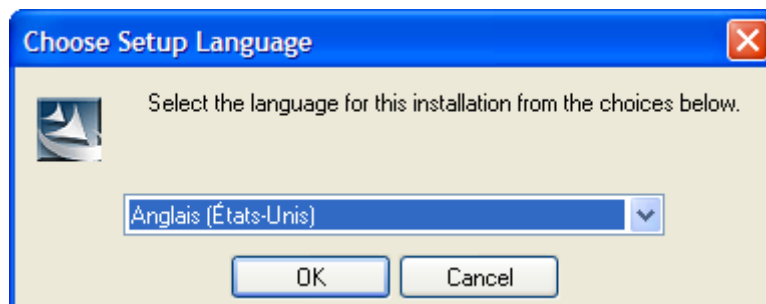 Choose Setup Language
Select the language for this installation from the choices below.
Anglais (États-Unis)
OK
Cancel